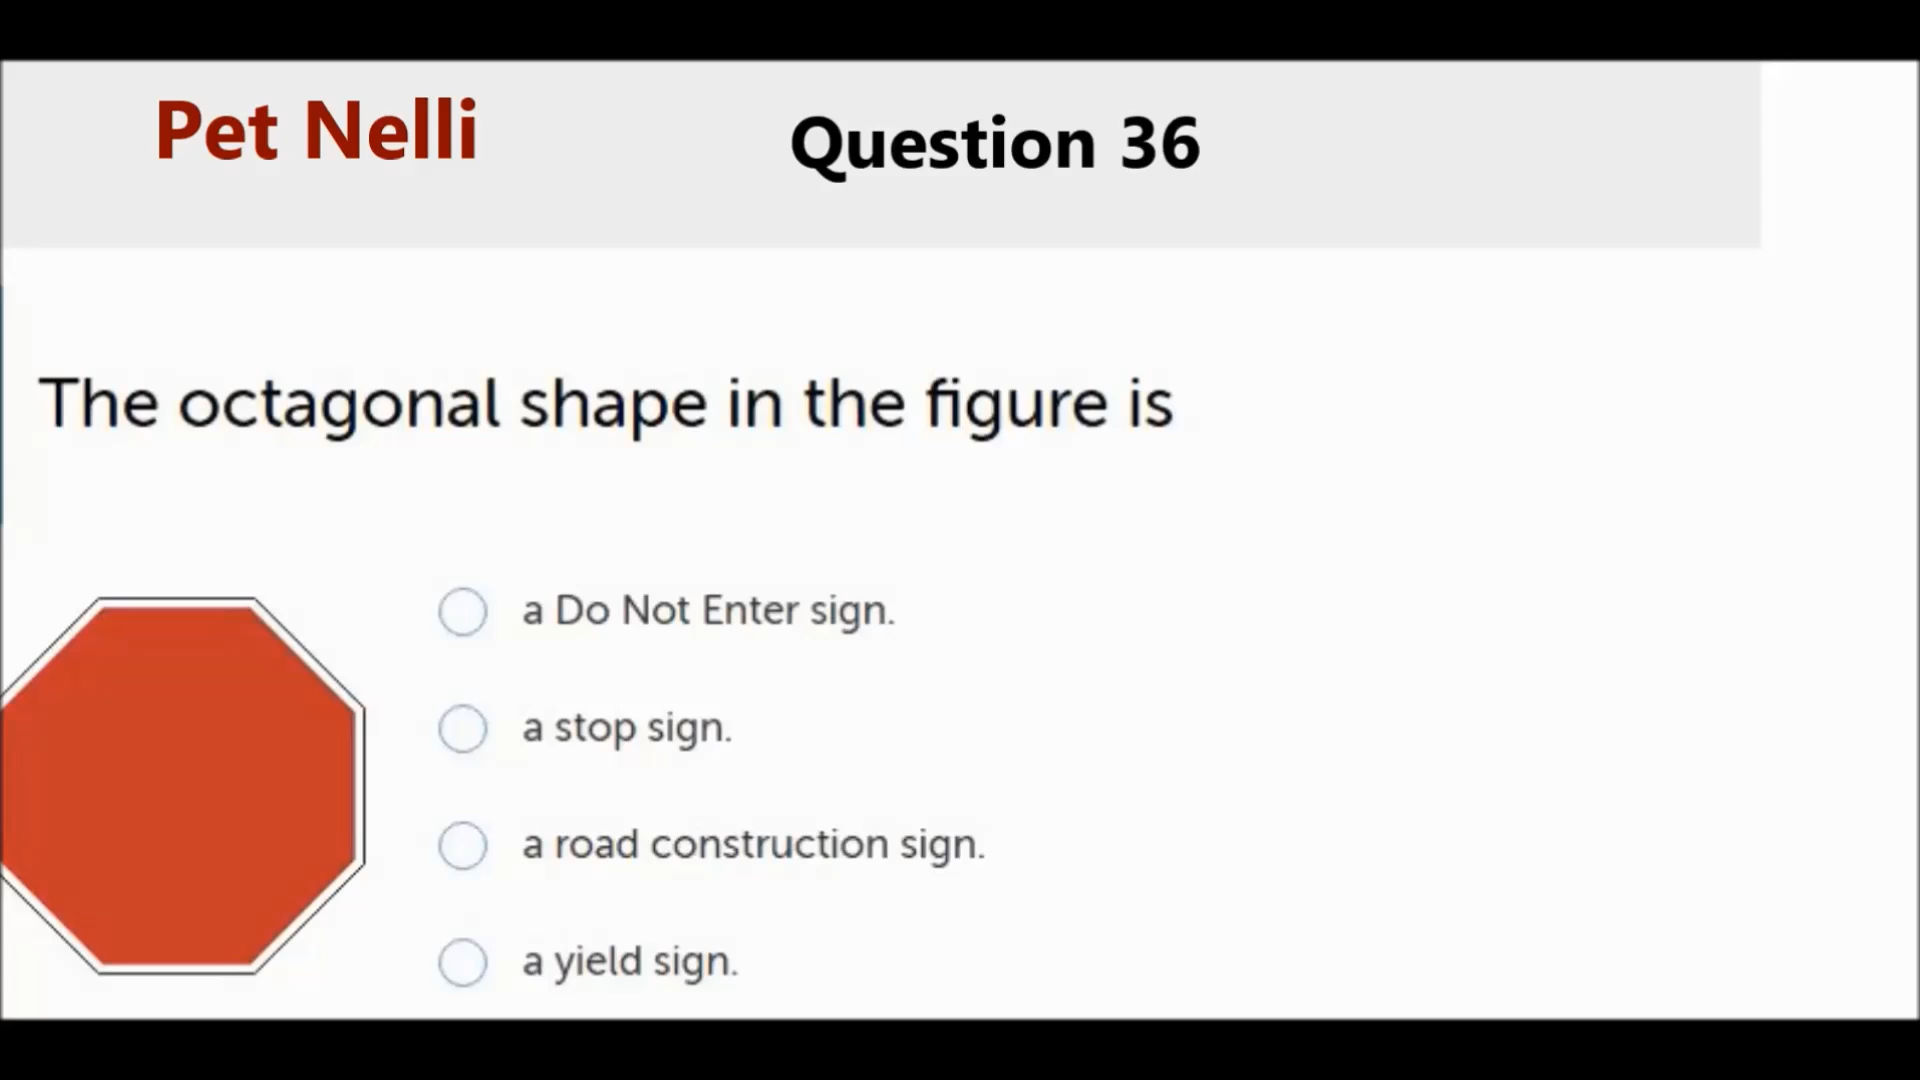 Pet Nelli
Question 36
The octagonal shape in the figure is
a Do Not Enter sign.
a stop sign.
a road construction sign.
a yield sign.